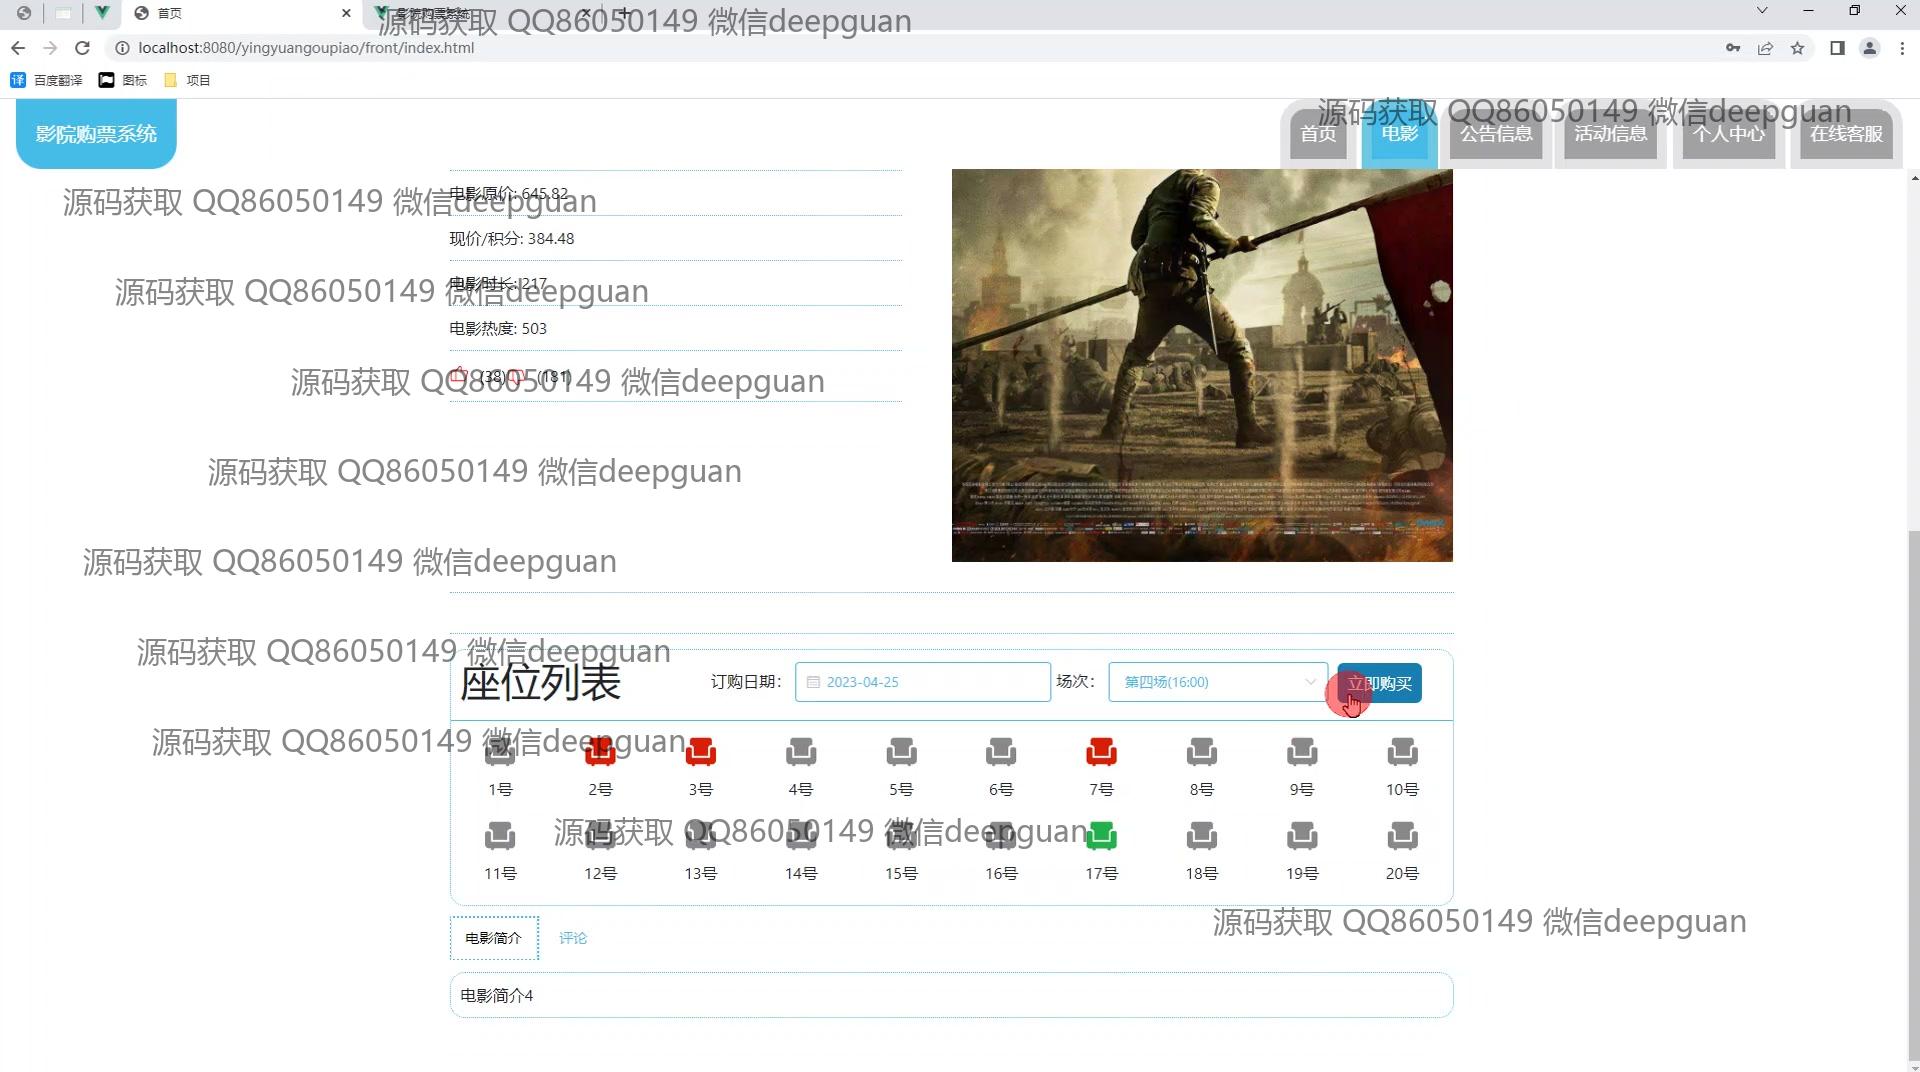 首页
影院购票系统
源码获取 QQ86050149 微信deepguan
localhost:8080/yingyuangoupiao/front/index.html
百度翻译
图标
项目
影院购票系统
首页
电影
公告信息
活动信息
个人中心
在线客服
源码获取 QQ86050149 微信deepguan
电影原价: 645.82
源码获取 QQ86050149 微信deepguan
现价/积分: 384.48
电影时长: 217
源码获取 QQ86050149 微信deepguan
电影热度: 503
(38)
(181)
源码获取 QQ86050149 微信deepguan
源码获取 QQ86050149 微信deepguan
源码获取 QQ86050149 微信deepguan
源码获取 QQ86050149 微信deepguan
座位列表
订购日期：
2023-04-25
场次：
第四场(16:00)
立即购买
源码获取 QQ86050149 微信deepguan
1号
2号
3号
4号
5号
6号
7号
8号
9号
10号
源码获取 QQ86050149 微信deepguan
11号
12号
13号
14号
15号
16号
17号
18号
19号
20号
源码获取 QQ86050149 微信deepguan
电影简介
评论
电影简介4